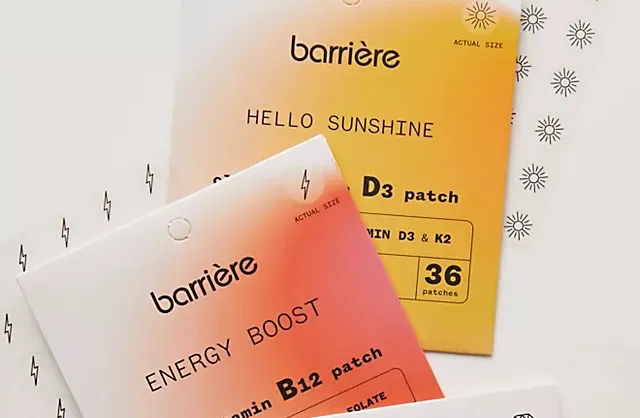 barrière
ACTUAL SIZE
HELLO SUNSHINE
D3 patch
D3 & K2
36
patches
ACTUAL SIZE
barrière
ENERGY BOOST
B12 patch
FOLATE